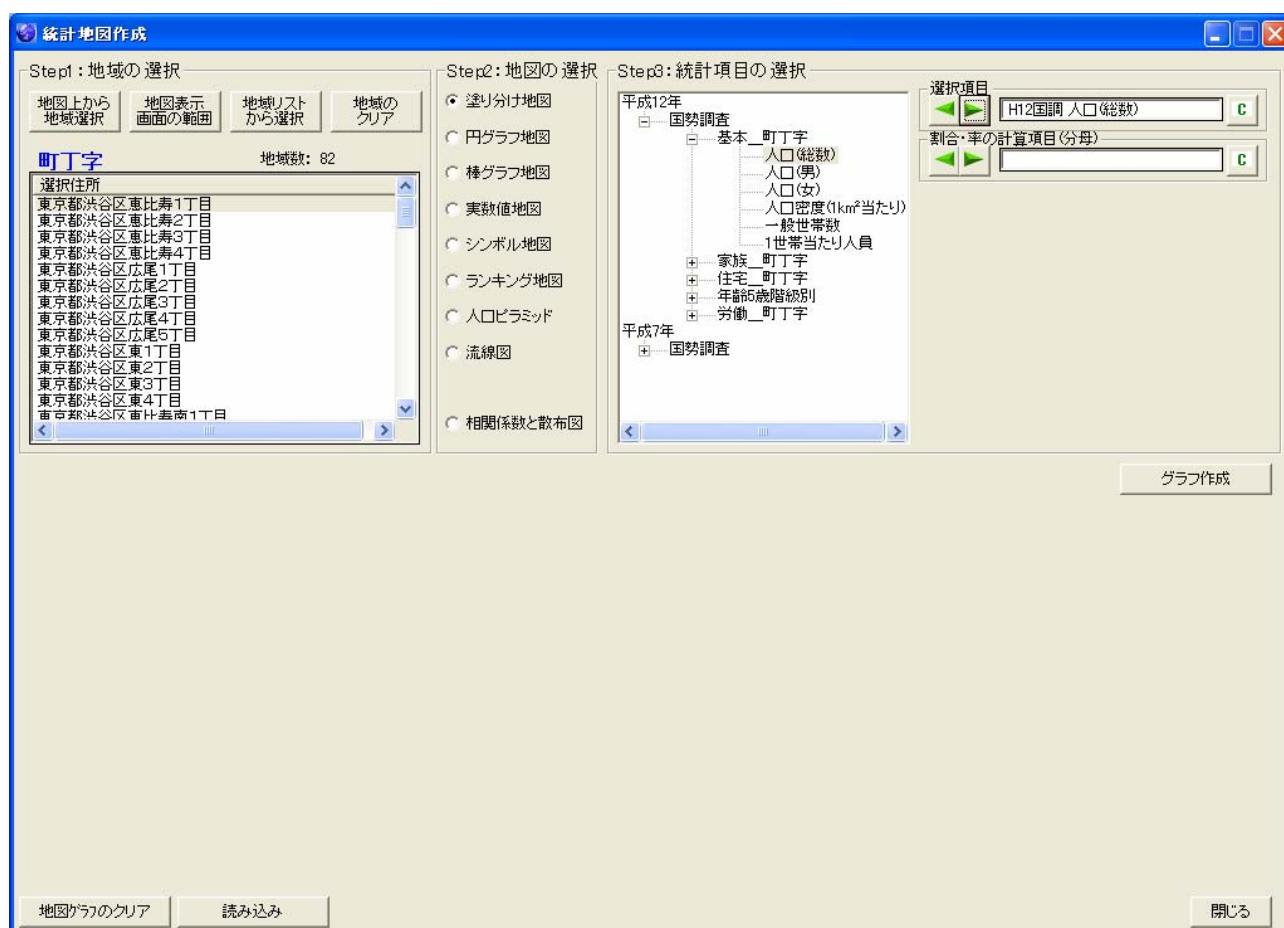 統計地図作成
Step1:地域の選択
地図上から
地域選択
地図表示
画面の範囲
地域リスト
から選択
地域の
クリア
町丁字
地域数: 82
選択住所
東京都渋谷区恵比寿1丁目
東京都渋谷区恵比寿2丁目
東京都渋谷区恵比寿3丁目
東京都渋谷区恵比寿4丁目
東京都渋谷区広尾1丁目
東京都渋谷区広尾2丁目
東京都渋谷区広尾3丁目
東京都渋谷区広尾4丁目
東京都渋谷区広尾5丁目
東京都渋谷区東1丁目
東京都渋谷区東2丁目
東京都渋谷区東3丁目
東京都渋谷区東4丁目
東京都渋谷区恵比寿南1丁目
Step2:地図の選択
塗り分け地図
円グラフ地図
棒グラフ地図
実数値地図
シンボル地図
ランキング地図
人口ピラミッド
流線図
相関係数と散布図
Step3:統計項目の選択
平成12年
国勢調査
基本__町丁字
人口(総数)
人口(男)
人口(女)
人口密度(1km²当たり)
一般世帯数
1世帯当たり人員
家族__町丁字
住宅__町丁字
年齢5歳階級別
労働__町丁字
平成7年
国勢調査
選択項目
H12国調 人口(総数)
C
割合・率の計算項目(分母)
C
グラフ作成
地図グラフのクリア
読み込み
閉じる